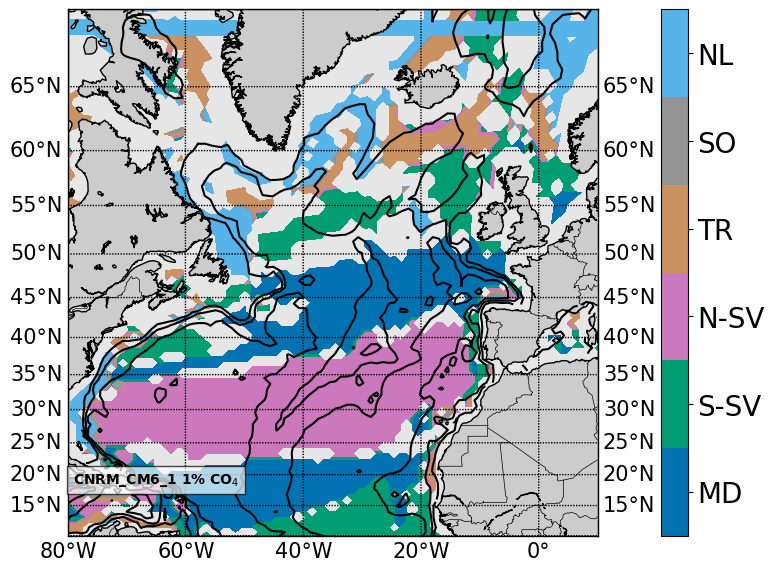 65°N 65°N NL
60°N 60°N SO
55°N 55°N TR
50°N 50°N
45°N 45°N N-SV
40°N 40°N
35°N 35°N S-SV
30°N 30°N
25°N 25°N
20°N 20°N MD
CNRM_CM6_1 1% CO₄
15°N 15°N
80°W 60°W 40°W 20°W 0°